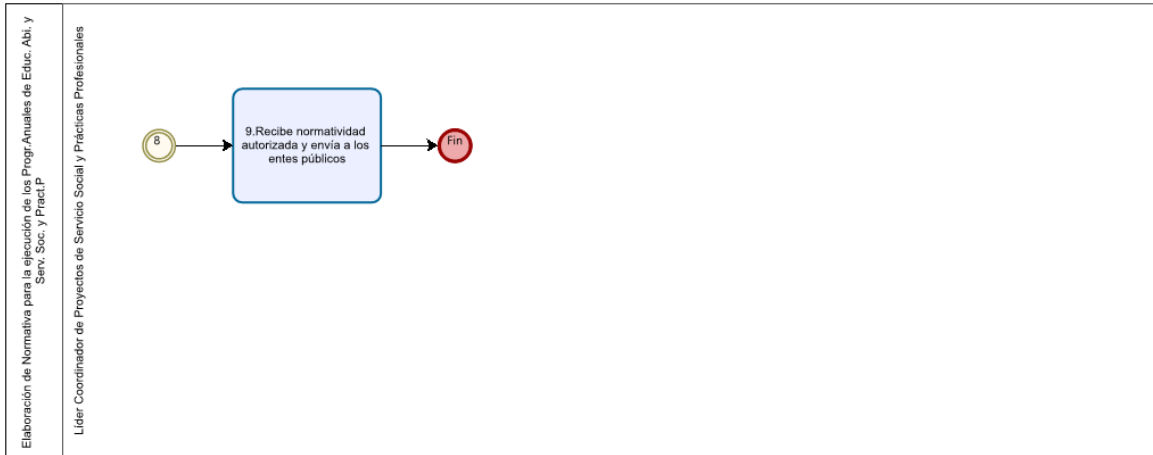 Elaboración de Normativa para la ejecución de los Progr.Anuales de Educ. Abi. y
Serv. Soc. y Pract.P
Líder Coordinador de Proyectos de Servicio Social y Prácticas Profesionales
8
9.Recibe normatividad
autorizada y envía a los
entes públicos
Fin